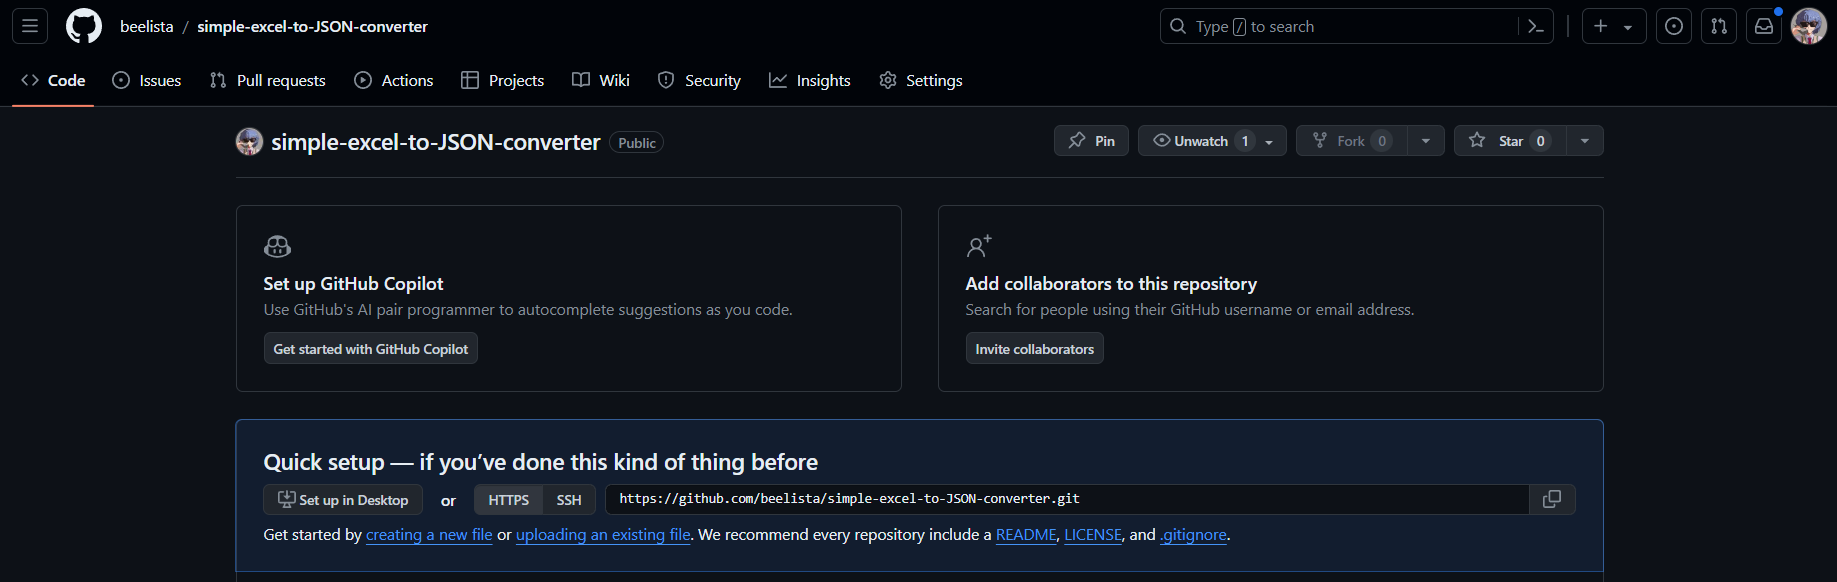 beelista / simple-excel-to-JSON-converter
Type / to search
Code Issues Pull requests Actions Projects Wiki Security Insights Settings
simple-excel-to-JSON-converter Public
Pin Unwatch 1 Fork 0 Star 0
Set up GitHub Copilot
Use GitHub's AI pair programmer to autocomplete suggestions as you code.
Get started with GitHub Copilot
Add collaborators to this repository
Search for people using their GitHub username or email address.
Invite collaborators
Quick setup — if you’ve done this kind of thing before
Set up in Desktop or HTTPS SSH https://github.com/beelista/simple-excel-to-JSON-converter.git
Get started by creating a new file or uploading an existing file. We recommend every repository include a README, LICENSE, and .gitignore.